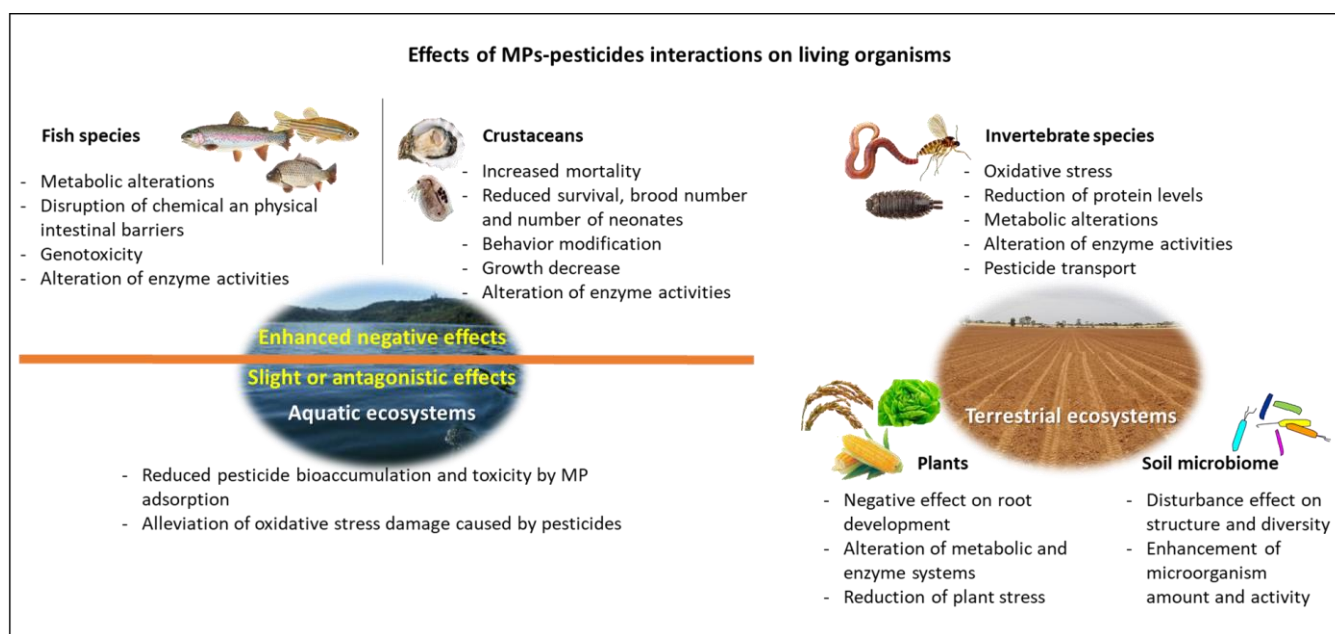 Effects of MPs-pesticides interactions on living organisms
Fish species
- Metabolic alterations
- Disruption of chemical an physical
intestinal barriers
- Genotoxicity
- Alteration of enzyme activities
Crustaceans
- Increased mortality
- Reduced survival, brood number
and number of neonates
- Behavior modification
- Growth decrease
- Alteration of enzyme activities
Enhanced negative effects
Slight or antagonistic effects
Aquatic ecosystems
- Reduced pesticide bioaccumulation and toxicity by MP
adsorption
- Alleviation of oxidative stress damage caused by pesticides
Invertebrate species
- Oxidative stress
- Reduction of protein levels
- Metabolic alterations
- Alteration of enzyme activities
- Pesticide transport
Terrestrial ecosystems
Plants
- Negative effect on root
development
- Alteration of metabolic and
enzyme systems
- Reduction of plant stress
Soil microbiome
- Disturbance effect on
structure and diversity
- Enhancement of
microorganism
amount and activity